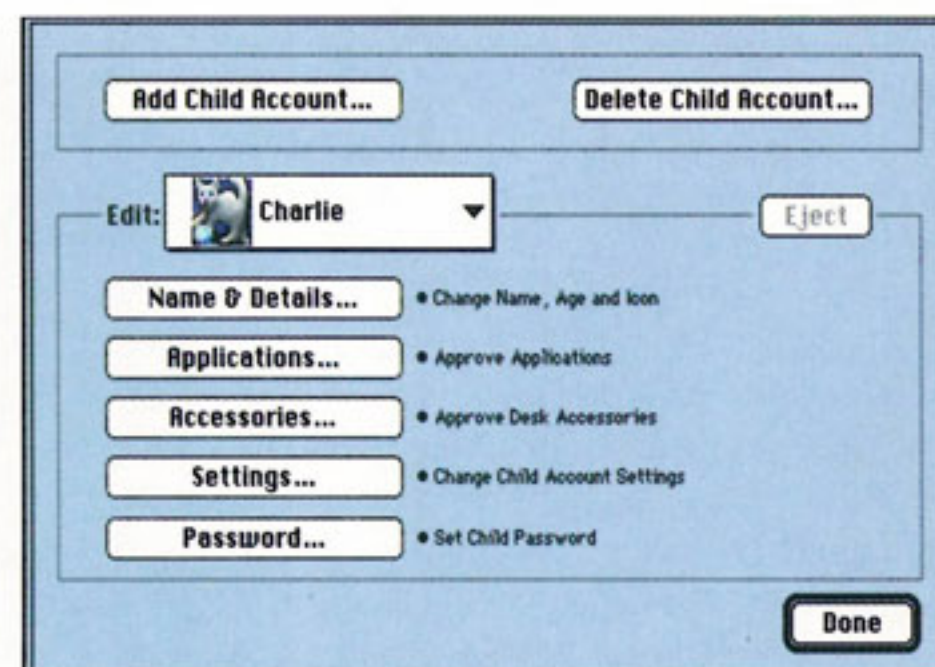 Add Child Account... Delete Child Account...
Edit: Charlie Eject
Name & Details... • Change Name, Age and Icon
Applications... • Approve Applications
Accessories... • Approve Desk Accessories
Settings... • Change Child Account Settings
Password... • Set Child Password
Done